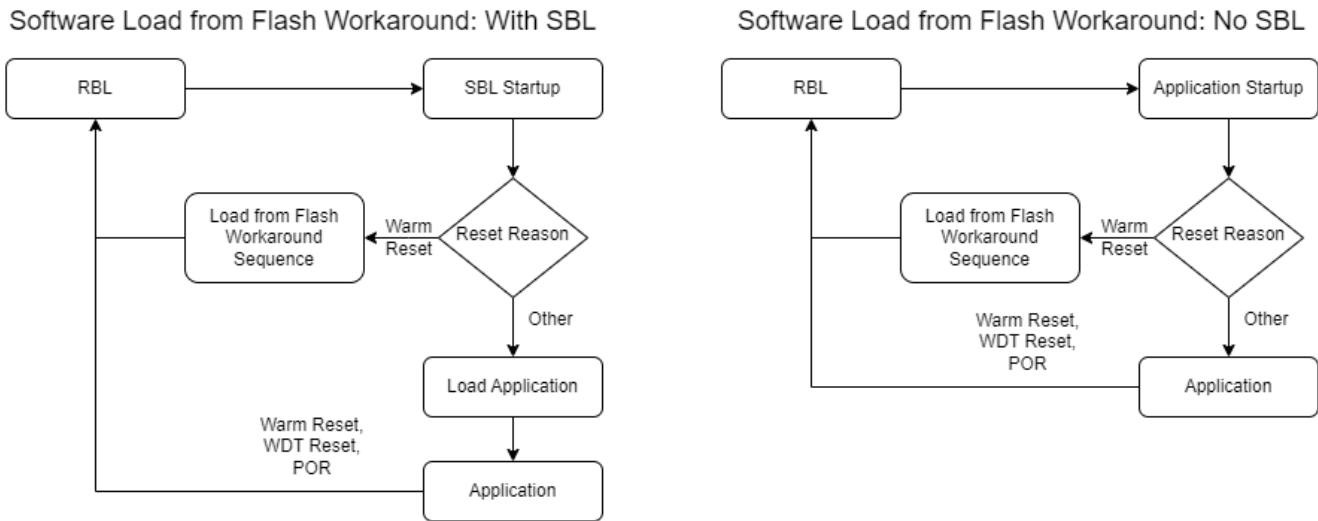 Software Load from Flash Workaround: With SBL
RBL
SBL Startup
Load from Flash
Workaround
Sequence
Warm
Reset
Reset Reason
Other
Load Application
Warm Reset,
WDT Reset,
POR
Application
Software Load from Flash Workaround: No SBL
RBL
Application Startup
Load from Flash
Workaround
Sequence
Warm
Reset
Reset Reason
Other
Warm Reset,
WDT Reset,
POR
Application